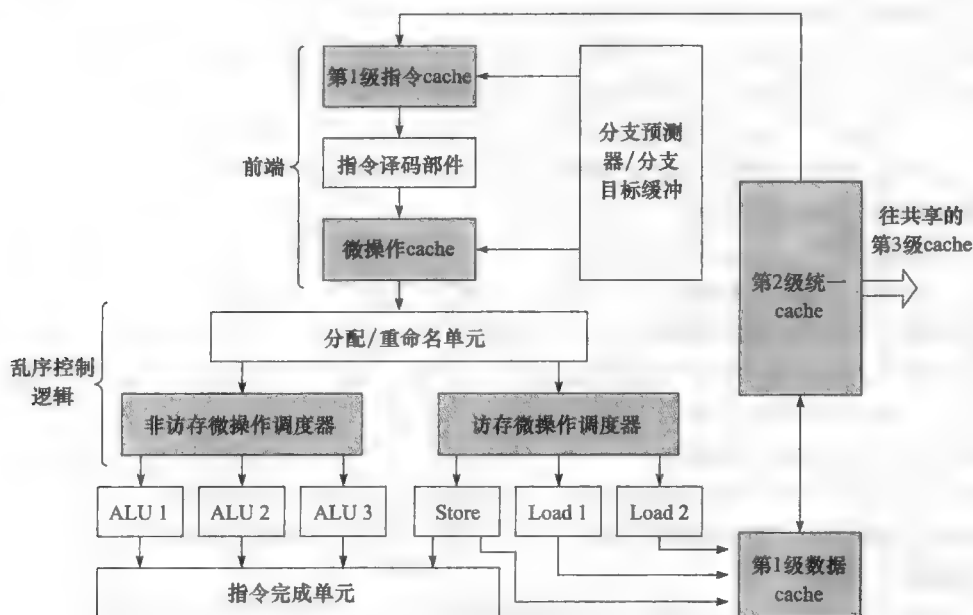 第1级指令cache
指令译码部件
微操作cache
前端
分支预测
器/分支
目标缓冲
第2级统一
cache
往共享的
第3级cache
分配/重命名单元
乱序控制
逻辑
非访存微操作调度器
访存微操作调度器
ALU 1
ALU 2
ALU 3
Store
Load 1
Load 2
指令完成单元
第1级数据
cache